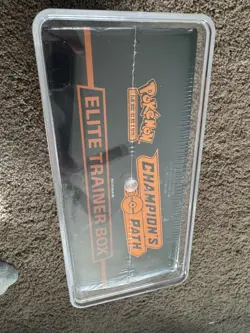 POKÉMON
CHAMPION'S
PATH
ELITE TRAINER BOX